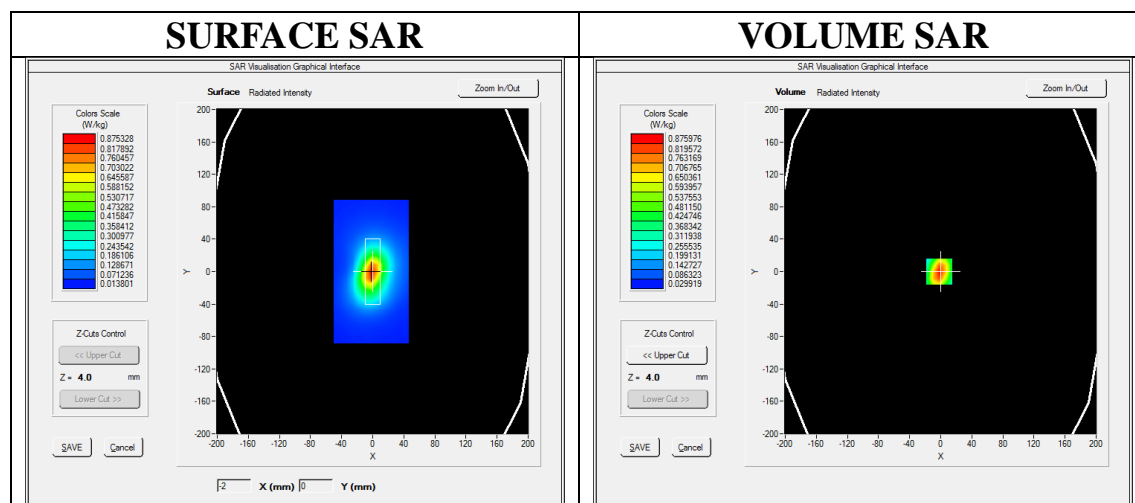 SURFACE SAR
VOLUME SAR
SAR Visualisation Graphical Interface
Surface Radiated Intensity
Zoom In/Out
Colors Scale
(W/kg)
0.875328
0.817892
0.760457
0.703022
0.645587
0.588152
0.530717
0.473282
0.415847
0.358412
0.300977
0.243542
0.186106
0.128671
0.071236
0.013801
Z-Cuts Control
<< Upper Cut
Z = 4.0 mm
Lower Cut >>
SAVE
Cancel
200
160
120
80
40
0
-40
-80
-120
-160
-200
Y
-200 -160 -120 -80 -40 0 40 80 120 160 200
X
-2 X (mm) 0 Y (mm)
SAR Visualisation Graphical Interface
Volume Radiated Intensity
Zoom In/Out
Colors Scale
(W/kg)
0.875976
0.819572
0.763169
0.706765
0.650361
0.593957
0.537553
0.481150
0.424746
0.368342
0.311938
0.255535
0.199131
0.142727
0.086323
0.029919
Z-Cuts Control
<< Upper Cut
Z = 4.0 mm
Lower Cut >>
SAVE
Cancel
200
160
120
80
40
0
-40
-80
-120
-160
-200
Y
-200 -160 -120 -80 -40 0 40 80 120 160 200
X